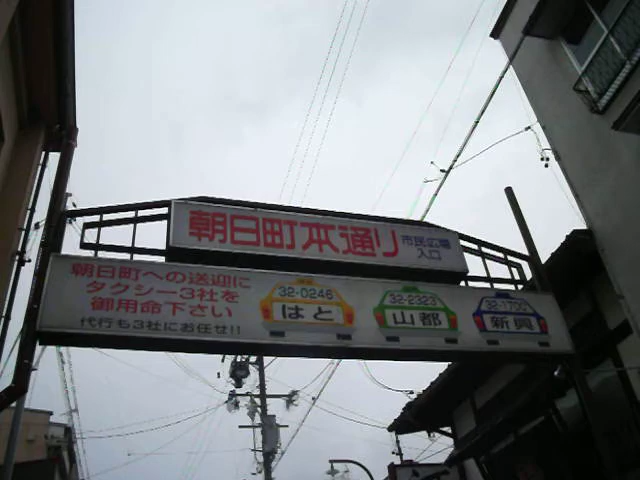 朝日町本通り
市民広場
入口
朝日町への送迎に
タクシー3社を
御用命下さい
代行も3社にお任せ!!
32-0246
はと
32-2323
山都
32-1700
新興